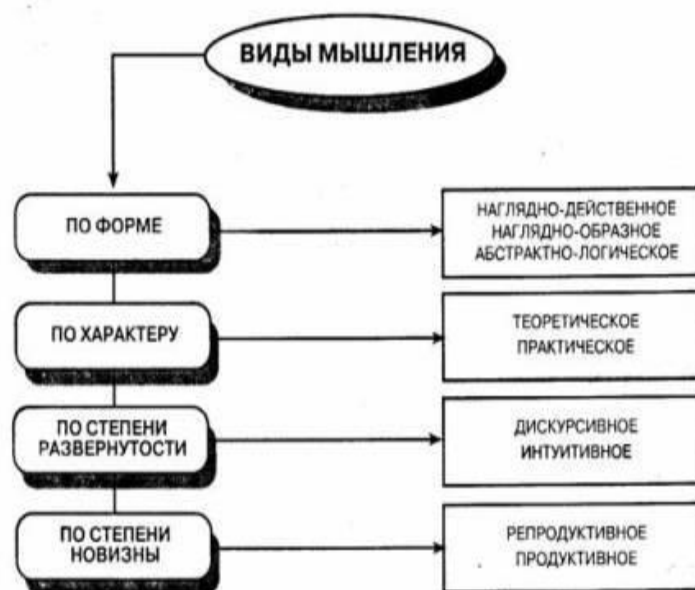 ВИДЫ МЫШЛЕНИЯ
ПО ФОРМЕ
НАГЛЯДНО-ДЕЙСТВЕННОЕ
НАГЛЯДНО-ОБРАЗНОЕ
АБСТРАКТНО-ЛОГИЧЕСКОЕ
ПО ХАРАКТЕРУ
ТЕОРЕТИЧЕСКОЕ
ПРАКТИЧЕСКОЕ
ПО СТЕПЕНИ
РАЗВЕРНУТОСТИ
ДИСКУРСИВНОЕ
ИНТУИТИВНОЕ
ПО СТЕПЕНИ
НОВИЗНЫ
РЕПРОДУКТИВНОЕ
ПРОДУКТИВНОЕ